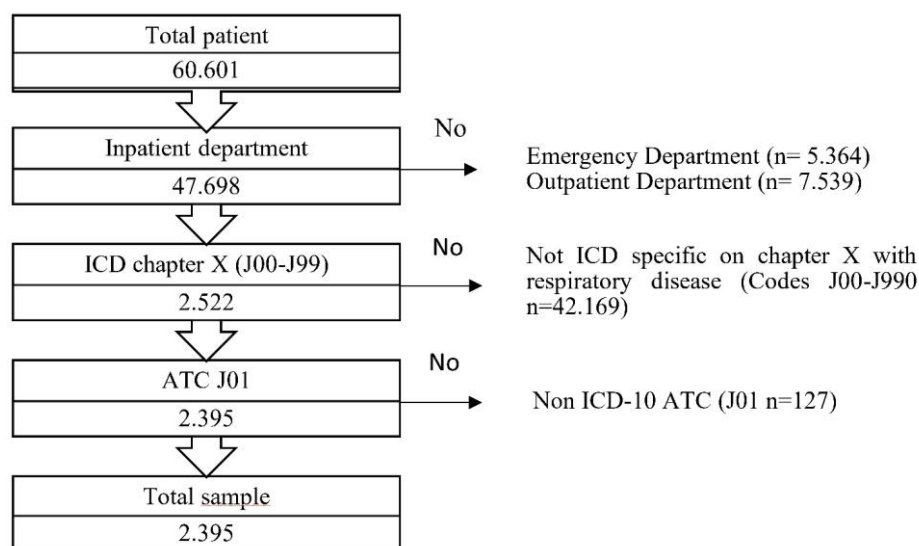 Total patient
60.601
Inpatient department
47.698
No
Emergency Department (n= 5.364)
Outpatient Department (n= 7.539)
ICD chapter X (J00-J99)
2.522
No
Not ICD specific on chapter X with
respiratory disease (Codes J00-J990
n=42.169)
ATC J01
2.395
No
Non ICD-10 ATC (J01 n=127)
Total sample
2.395